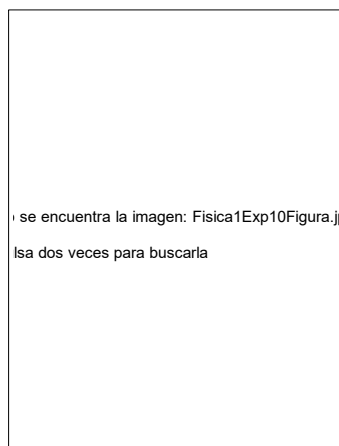 se encuentra la imagen: Fisica1Exp10Figura.j
lsa dos veces para buscarla